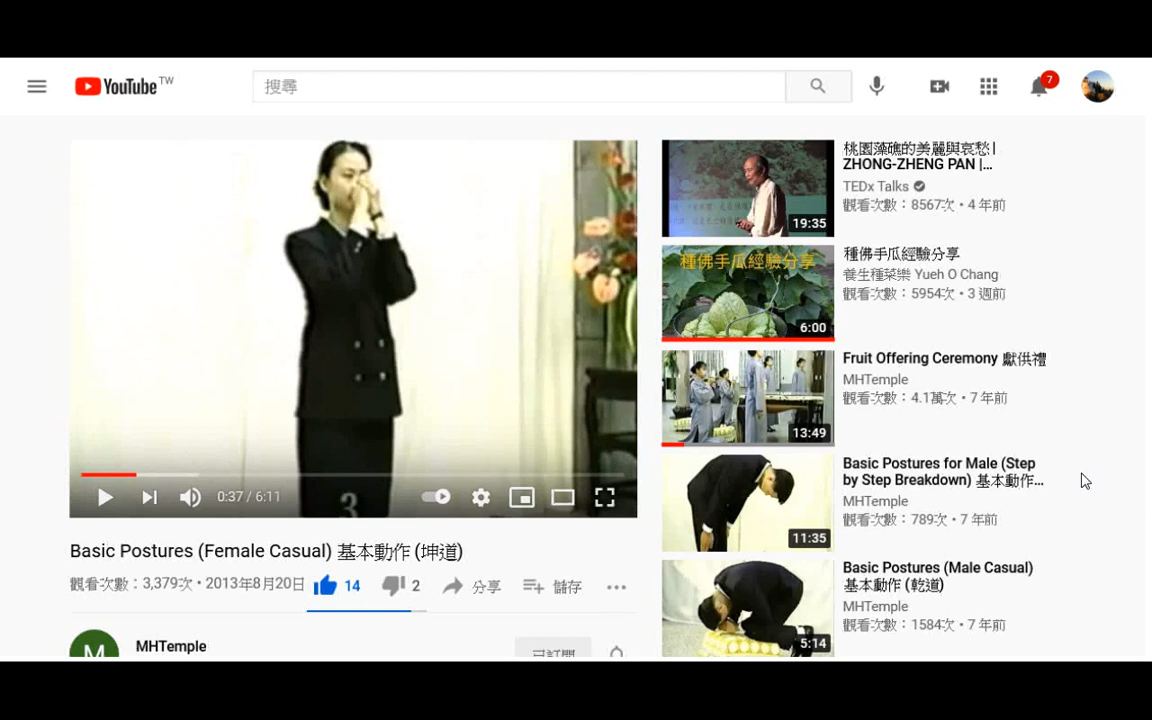 YouTube TW
搜尋
7
3
0:37 / 6:11
Basic Postures (Female Casual) 基本動作 (坤道)
觀看次數：3,379次 • 2013年8月20日
14
2
分享
儲存
M
MHTemple
已訂閱
19:35
桃園藻礁的美麗與哀愁 |
ZHONG-ZHENG PAN |...
TEDx Talks
觀看次數：8567次 • 4 年前
種佛手瓜經驗分享
6:00
種佛手瓜經驗分享
養生種菜樂 Yueh O Chang
觀看次數：5954次 • 3 週前
13:49
Fruit Offering Ceremony 獻供禮
MHTemple
觀看次數：4.1萬次 • 7 年前
11:35
Basic Postures for Male (Step
by Step Breakdown) 基本動作...
MHTemple
觀看次數：789次 • 7 年前
5:14
Basic Postures (Male Casual)
基本動作 (乾道)
MHTemple
觀看次數：1584次 • 7 年前